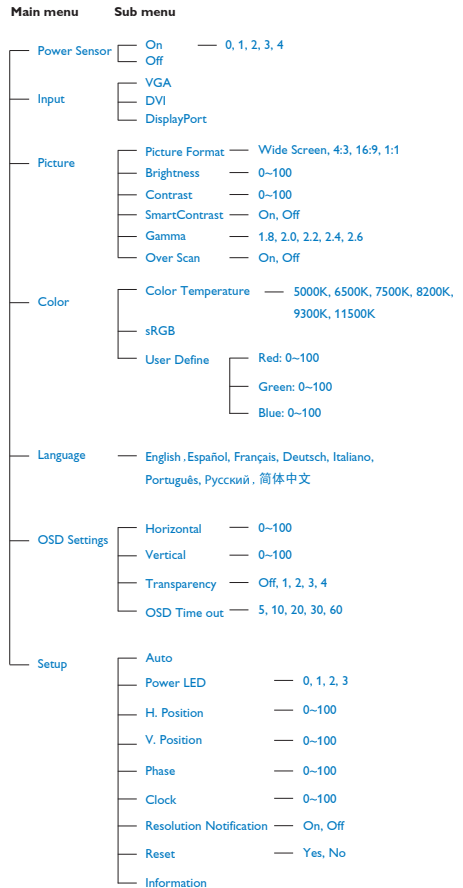 Main menu Sub menu
Power Sensor On 0, 1, 2, 3, 4
Off
Input VGA
DVI
DisplayPort
Picture Picture Format Wide Screen, 4:3, 16:9, 1:1
Brightness 0~100
Contrast 0~100
SmartContrast On, Off
Gamma 1.8, 2.0, 2.2, 2.4, 2.6
Over Scan On, Off
Color Color Temperature 5000K, 6500K, 7500K, 8200K,
9300K, 11500K
sRGB
User Define Red: 0~100
Green: 0~100
Blue: 0~100
Language English , Español, Français, Deutsch, Italiano,
Português, Русский , 简体中文
OSD Settings Horizontal 0~100
Vertical 0~100
Transparency Off, 1, 2, 3, 4
OSD Time out 5, 10, 20, 30, 60
Setup Auto
Power LED 0, 1, 2, 3
H. Position 0~100
V. Position 0~100
Phase 0~100
Clock 0~100
Resolution Notification On, Off
Reset Yes, No
Information